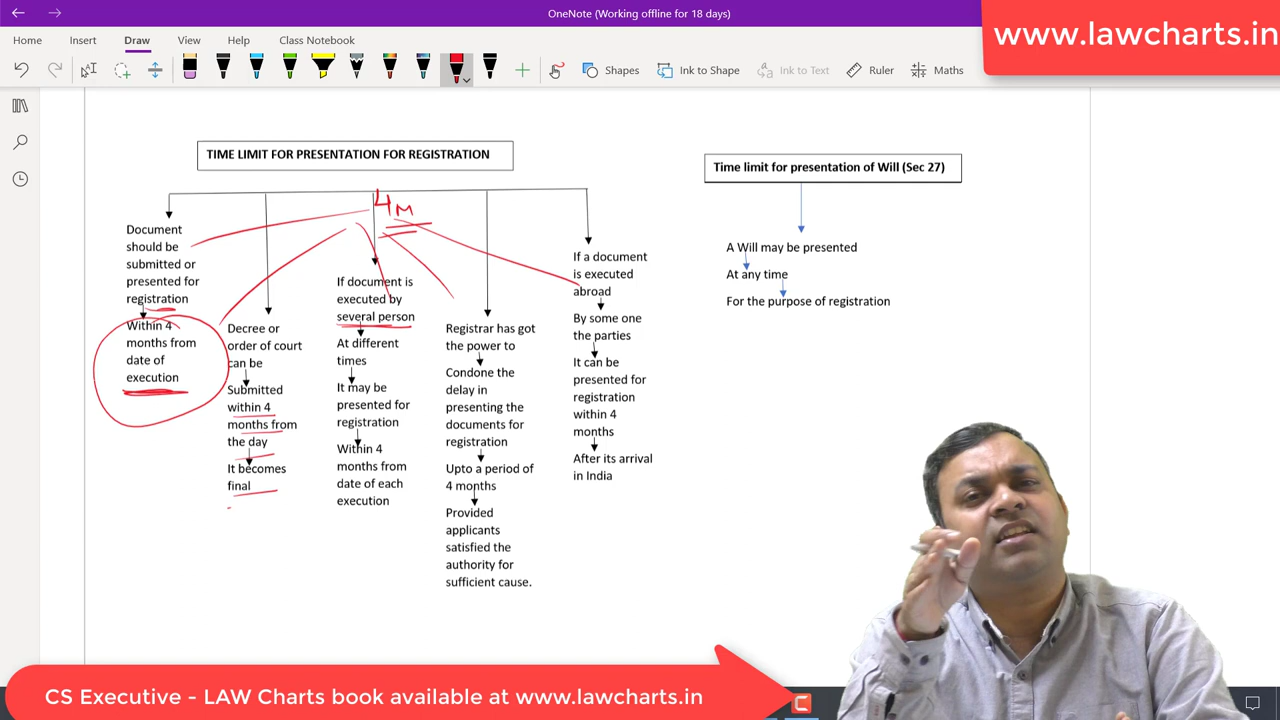 OneNote (Working offline for 18 days)
www.lawcharts.in
Home Insert Draw View Help Class Notebook
Shapes Ink to Shape Ink to Text Ruler Maths
TIME LIMIT FOR PRESENTATION FOR REGISTRATION
4M
Document
should be
submitted or
presented for
registration
Within 4
months from
date of
execution
Decree or
order of court
can be
Submitted
within 4
months from
the day
It becomes
final
If document is
executed by
several person
At different
times
It may be
presented for
registration
Within 4
months from
date of each
execution
Registrar has got
the power to
Condone the
delay in
presenting the
documents for
registration
Upto a period of
4 months
Provided
applicants
satisfied the
authority for
sufficient cause.
If a document
is executed
abroad
By some one
the parties
It can be
presented for
registration
within 4
months
After its arrival
in India
Time limit for presentation of Will (Sec 27)
A Will may be presented
At any time
For the purpose of registration
CS Executive - LAW Charts book available at www.lawcharts.in